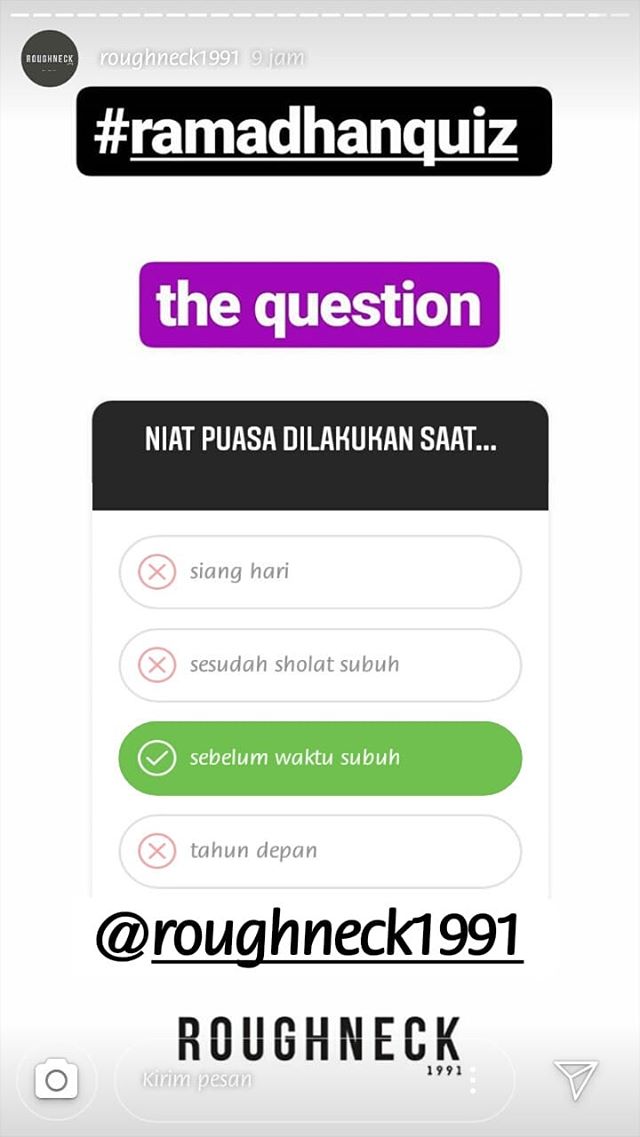 ROUGHNECK
roughneck1991 9 jam
#ramadhanquiz
the question
NIAT PUASA DILAKUKAN SAAT...
siang hari
sesudah sholat subuh
sebelum waktu subuh
tahun depan
@roughneck1991
ROUGHNECK
1991
Kirim pesan